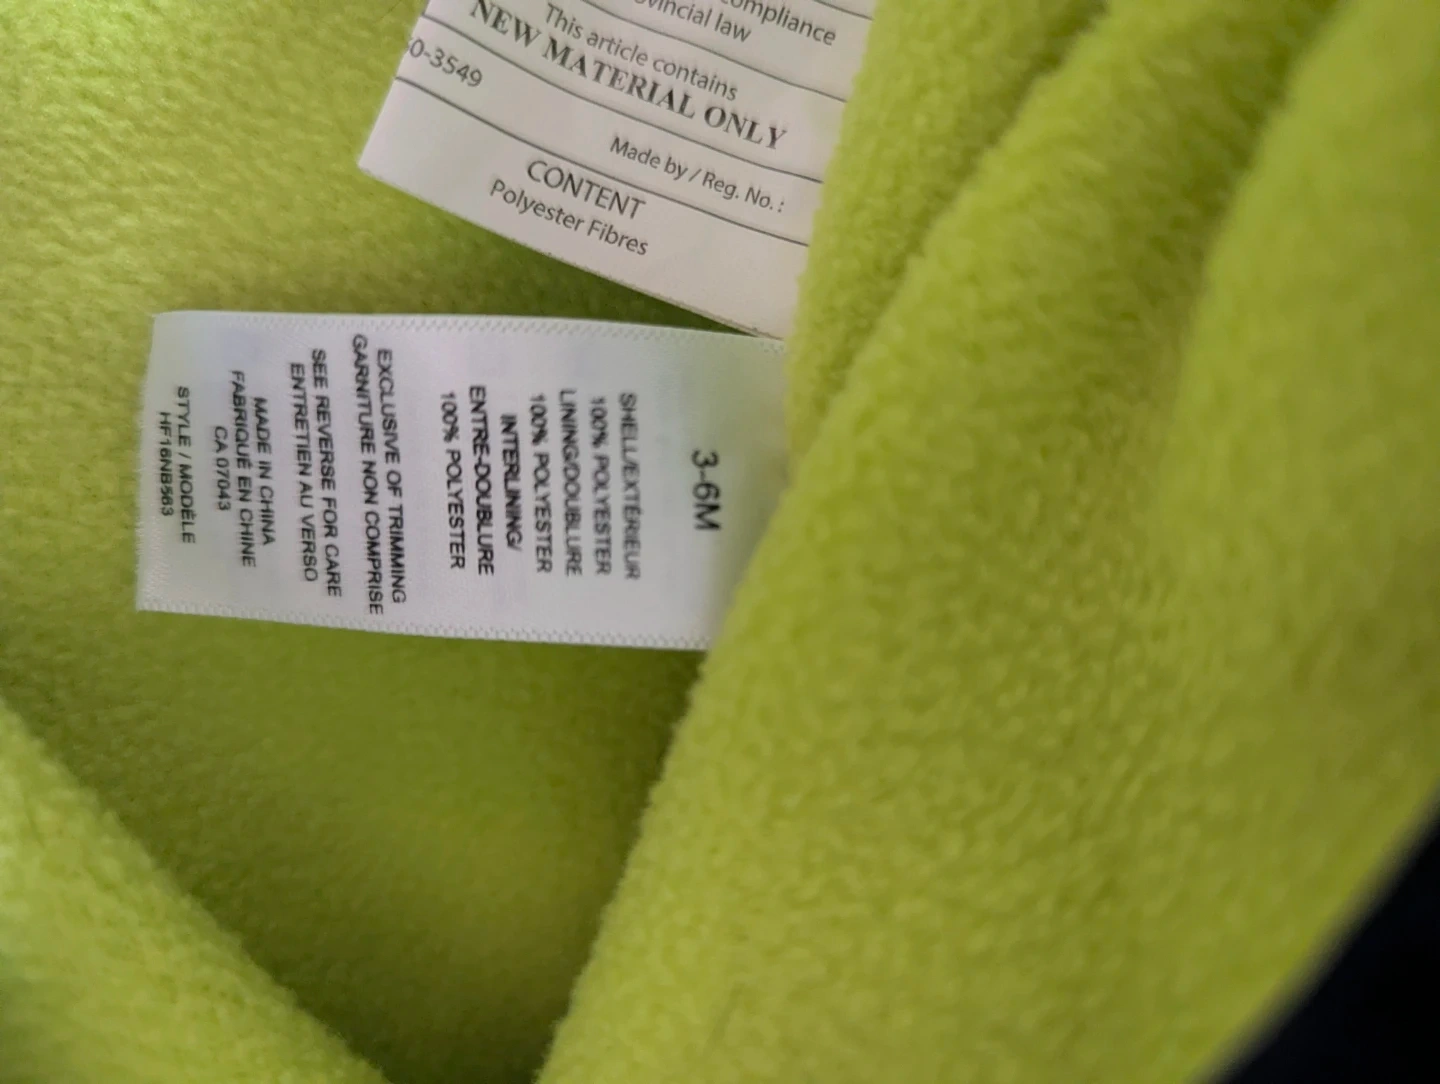 compliance
vincial law
This article contains
NEW MATERIAL ONLY
Made by / Reg. No. :
0-3549
CONTENT
Polyester Fibres
3-6M
SHELL/EXTÉRIEUR
100% POLYESTER
LINING/DOUBLURE
100% POLYESTER
INTERLINING/
ENTRE-DOUBLURE
100% POLYESTER
EXCLUSIVE OF TRIMMING
GARNITURE NON COMPRISE
SEE REVERSE FOR CARE
ENTRETIEN AU VERSO
MADE IN CHINA
FABRIQUÉ EN CHINE
CA 07043
STYLE / MODÈLE
HF16NB563